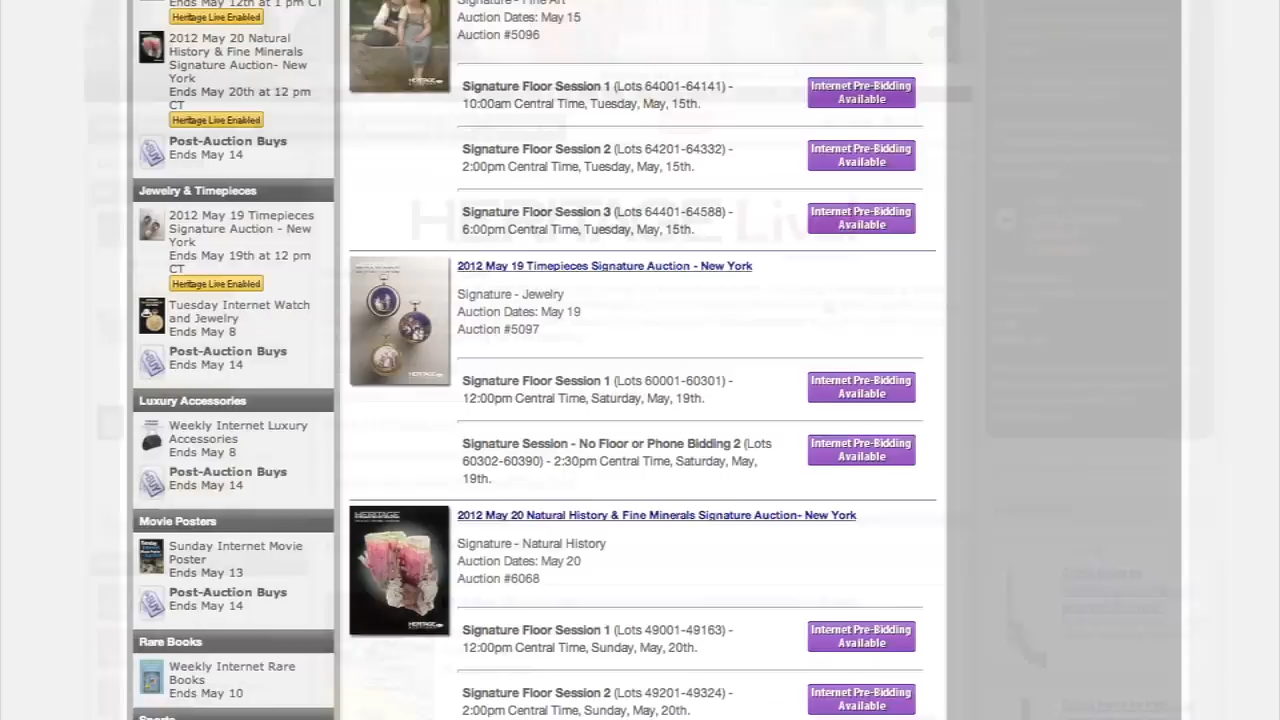 Ends May 12th at 1 pm CT
Heritage Live Enabled
2012 May 20 Natural
History & Fine Minerals
Signature Auction- New
York
Ends May 20th at 12 pm
CT
Heritage Live Enabled
Post-Auction Buys
Ends May 14
Jewelry & Timepieces
2012 May 19 Timepieces
Signature Auction - New
York
Ends May 19th at 12 pm
CT
Heritage Live Enabled
Tuesday Internet Watch
and Jewelry
Ends May 8
Post-Auction Buys
Ends May 14
Luxury Accessories
Weekly Internet Luxury
Accessories
Ends May 8
Post-Auction Buys
Ends May 14
Movie Posters
Sunday Internet Movie
Poster
Ends May 13
Post-Auction Buys
Ends May 14
Rare Books
Weekly Internet Rare
Books
Ends May 10
Sports
Signature - Fine Art
Auction Dates: May 15
Auction #5096
HERITAGE
Signature Floor Session 1 (Lots 64001-64141) -
10:00am Central Time, Tuesday, May, 15th.
Internet Pre-Bidding
Available
Signature Floor Session 2 (Lots 64201-64332) -
2:00pm Central Time, Tuesday, May, 15th.
Internet Pre-Bidding
Available
Signature Floor Session 3 (Lots 64401-64588) -
6:00pm Central Time, Tuesday, May, 15th.
Internet Pre-Bidding
Available
HERITAGE Live!
2012 May 19 Timepieces Signature Auction - New York
Signature - Jewelry
Auction Dates: May 19
Auction #5097
HERITAGE
Signature Floor Session 1 (Lots 60001-60301) -
12:00pm Central Time, Saturday, May, 19th.
Internet Pre-Bidding
Available
Signature Session - No Floor or Phone Bidding 2 (Lots
60302-60390) - 2:30pm Central Time, Saturday, May,
19th.
Internet Pre-Bidding
Available
2012 May 20 Natural History & Fine Minerals Signature Auction- New York
HERITAGE
Signature - Natural History
Auction Dates: May 20
Auction #6068
HERITAGE
Signature Floor Session 1 (Lots 49001-49163) -
12:00pm Central Time, Sunday, May, 20th.
Internet Pre-Bidding
Available
Signature Floor Session 2 (Lots 49201-49324) -
2:00pm Central Time, Sunday, May, 20th.
Internet Pre-Bidding
Available